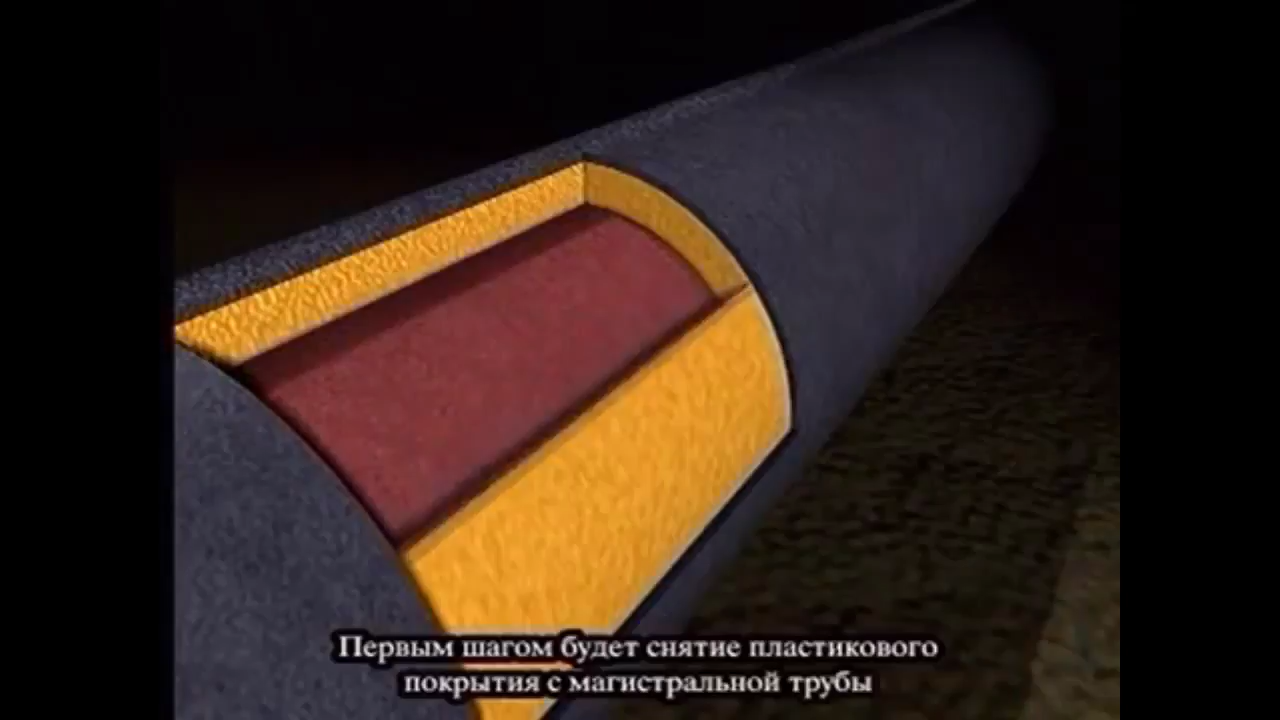 Первым шагом будет снятие пластикового
покрытия с магистральной трубы